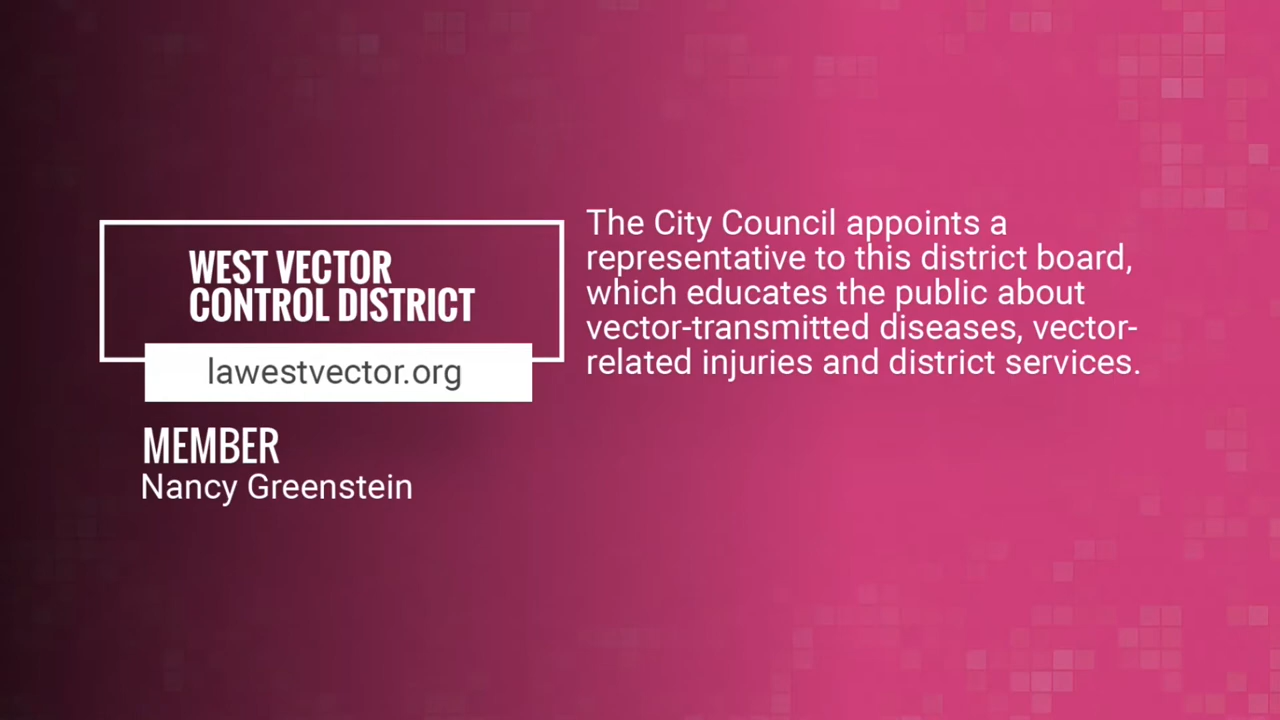 WEST VECTOR
CONTROL DISTRICT
lawestvector.org
MEMBER
Nancy Greenstein
The City Council appoints a
representative to this district board,
which educates the public about
vector-transmitted diseases, vector-
related injuries and district services.